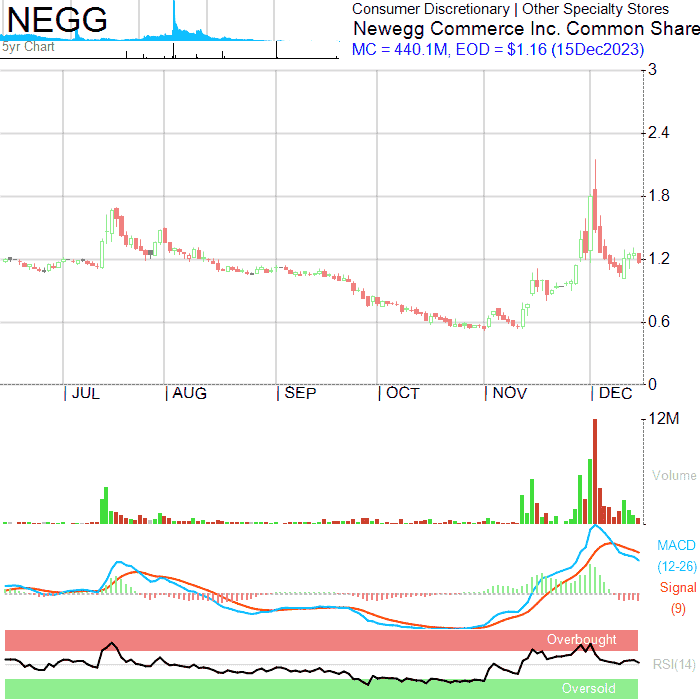 NEGG
5yr Chart
Consumer Discretionary | Other Specialty Stores
Newegg Commerce Inc. Common Share
MC = 440.1M, EOD = $1.16 (15Dec2023)
3
2.4
1.8
1.2
0.6
0
JUL AUG SEP OCT NOV DEC
12M
Volume
MACD
(12-26)
Signal
(9)
Overbought
RSI(14)
Oversold